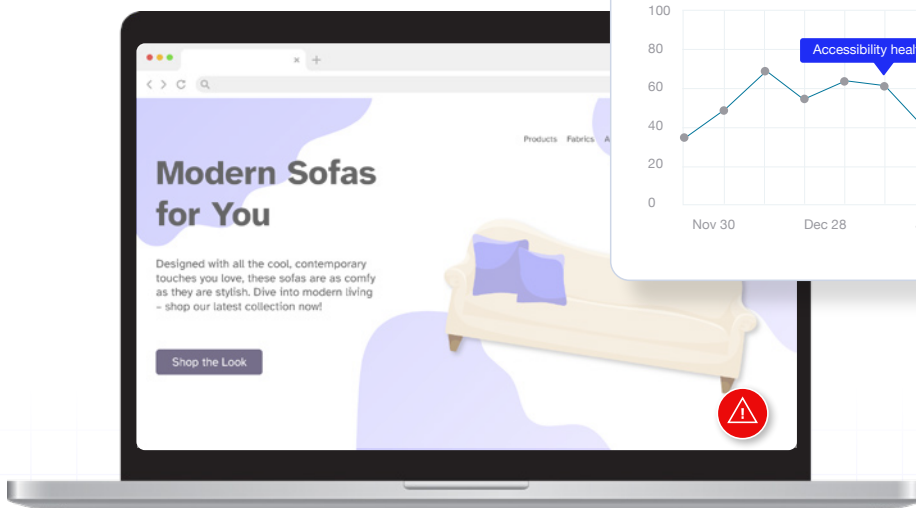 100
80
Accessibility
60
40
20
0
Nov 30
Dec 28
Products Fabrics
Modern Sofas
for You
Designed with all the cool, contemporary
touches you love, these sofas are as comfy
as they are stylish. Dive into modern living
– shop our latest collection now!
Shop the Look
!